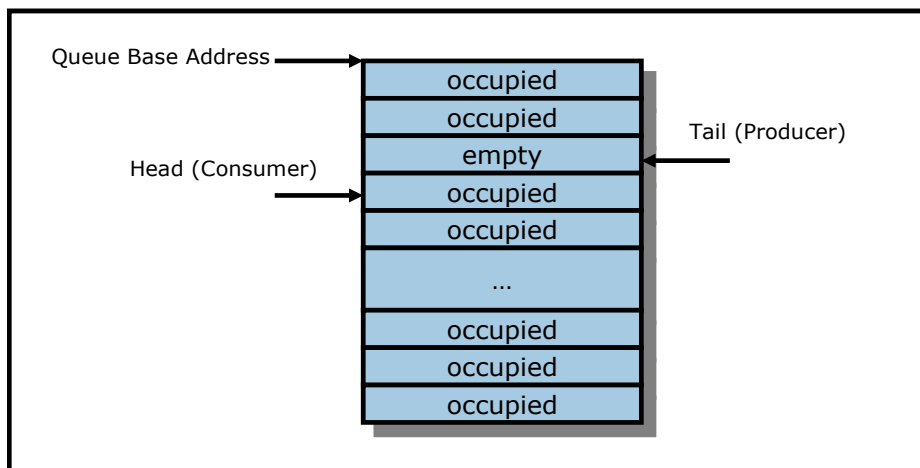 Queue Base Address
occupied
occupied
Tail (Producer)
empty
Head (Consumer)
occupied
occupied
...
occupied
occupied
occupied